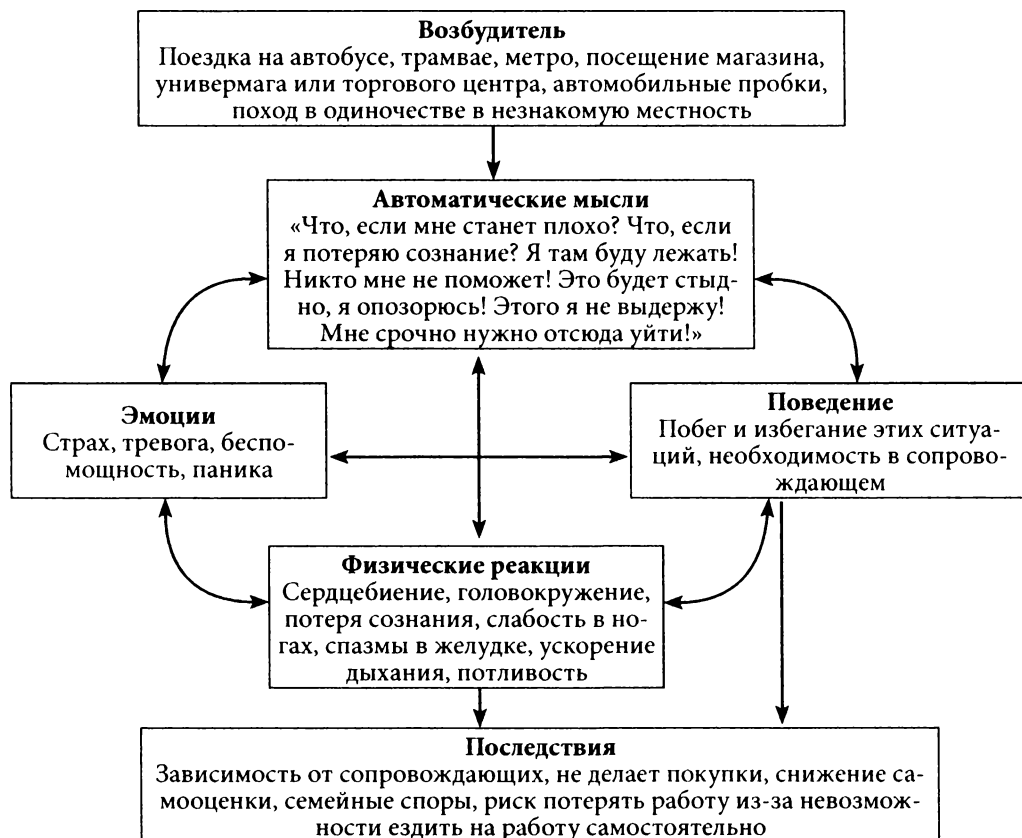 Возбудитель
Поездка на автобусе, трамвае, метро, посещение магазина,
универмага или торгового центра, автомобильные пробки,
поход в одиночестве в незнакомую местность
Автоматические мысли
«Что, если мне станет плохо? Что, если
я потеряю сознание? Я там буду лежать!
Никто мне не поможет! Это будет стыд-
но, я опозорюсь! Этого я не выдержу!
Мне срочно нужно отсюда уйти!»
Эмоции
Страх, тревога, беспо-
мощность, паника
Поведение
Побег и избегание этих ситуа-
ций, необходимость в сопрово-
ждающем
Физические реакции
Сердцебиение, головокружение,
потеря сознания, слабость в но-
гах, спазмы в желудке, ускорение
дыхания, потливость
Последствия
Зависимость от сопровождающих, не делает покупки, снижение са-
мооценки, семейные споры, риск потерять работу из-за невозмож-
ности ездить на работу самостоятельно